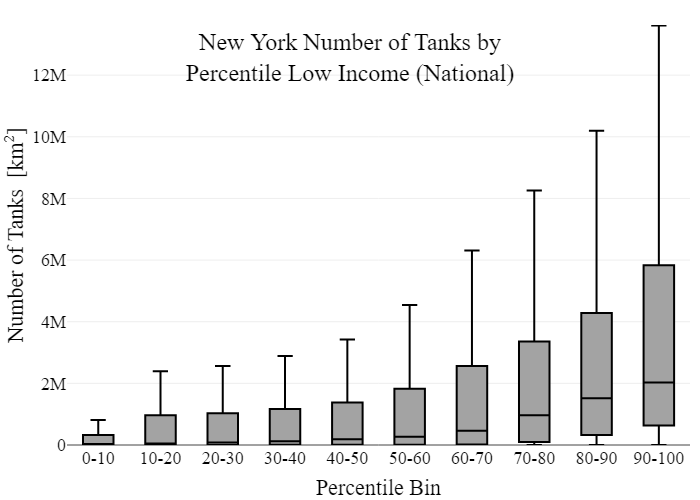 New York Number of Tanks by
Percentile Low Income (National)
Number of Tanks [km²]
12M
10M
8M
6M
4M
2M
0
0-10 10-20 20-30 30-40 40-50 50-60 60-70 70-80 80-90 90-100
Percentile Bin